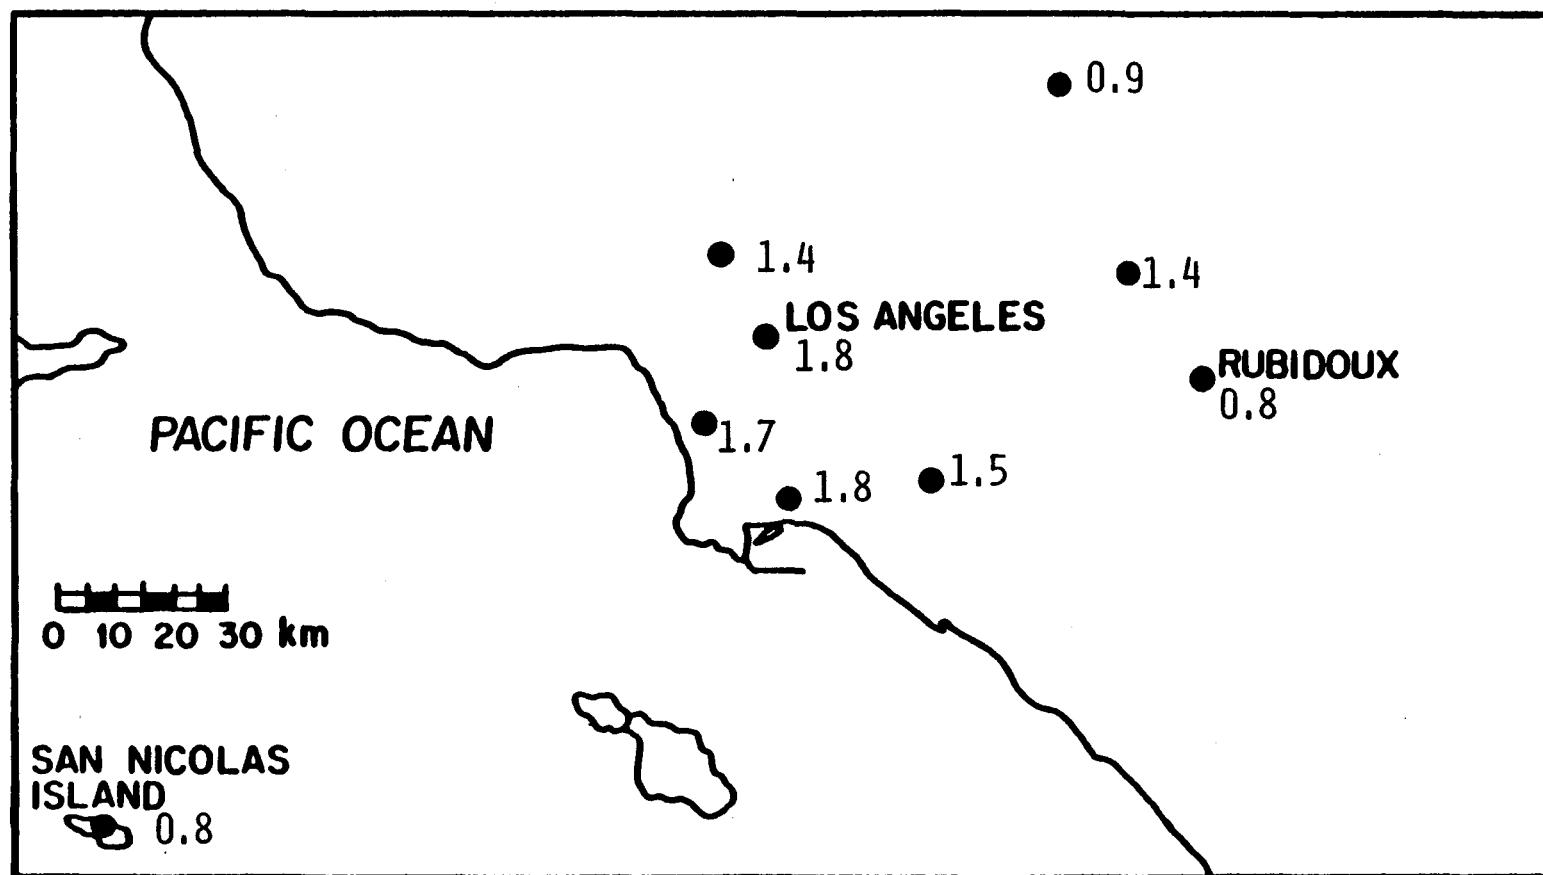 0.9
1.4
1.4
LOS ANGELES
1.8
RUBIDOUX
0.8
PACIFIC OCEAN
1.7
1.5
1.8
0 10 20 30 km
SAN NICOLAS
ISLAND
0.8